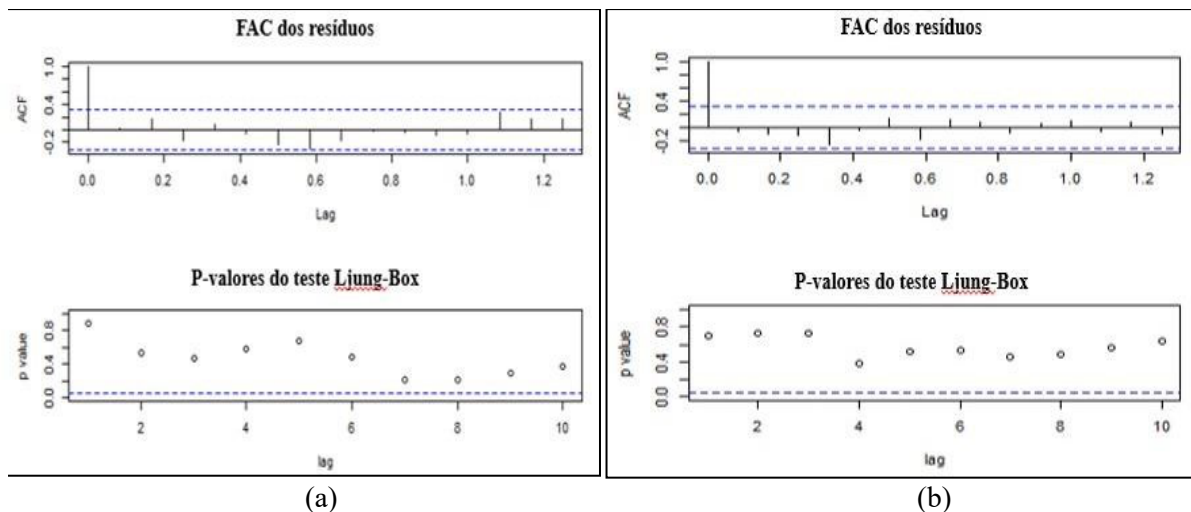 FAC dos resíduos
1.0
0.4
-0.2
ACF
0.0 0.2 0.4 0.6 0.8 1.0 1.2
Lag
P-valores do teste Ljung-Box
0.8
0.4
0.0
p value
2 4 6 8 10
lag
(a)
FAC dos resíduos
1.0
0.4
-0.2
ACF
0.0 0.2 0.4 0.6 0.8 1.0 1.2
Lag
P-valores do teste Ljung-Box
0.8
0.4
0.0
p value
2 4 6 8 10
lag
(b)